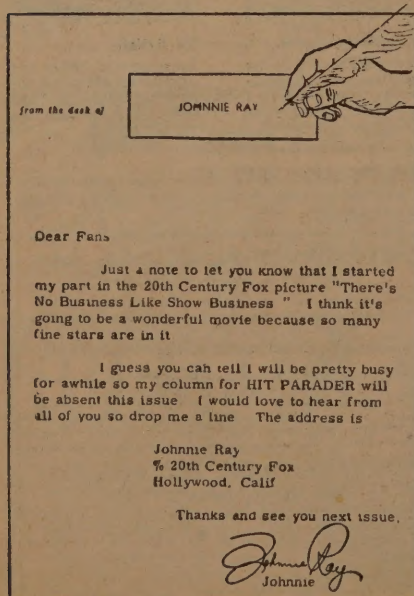 from the desk of
JOHNNIE RAY
Dear Fans
Just a note to let you know that I started
my part in the 20th Century Fox picture "There's
No Business Like Show Business " I think it's
going to be a wonderful movie because so many
fine stars are in it
I guess you cah tell I will be pretty busy
for awhile so my column for HIT PARADER will
be absent this issue I would love to hear from
all of you so drop me a line The address is
Johnnie Ray
% 20th Century Fox
Hollywood, Calif
Thanks and see you next issue,
Johnnie Ray
Johnnie